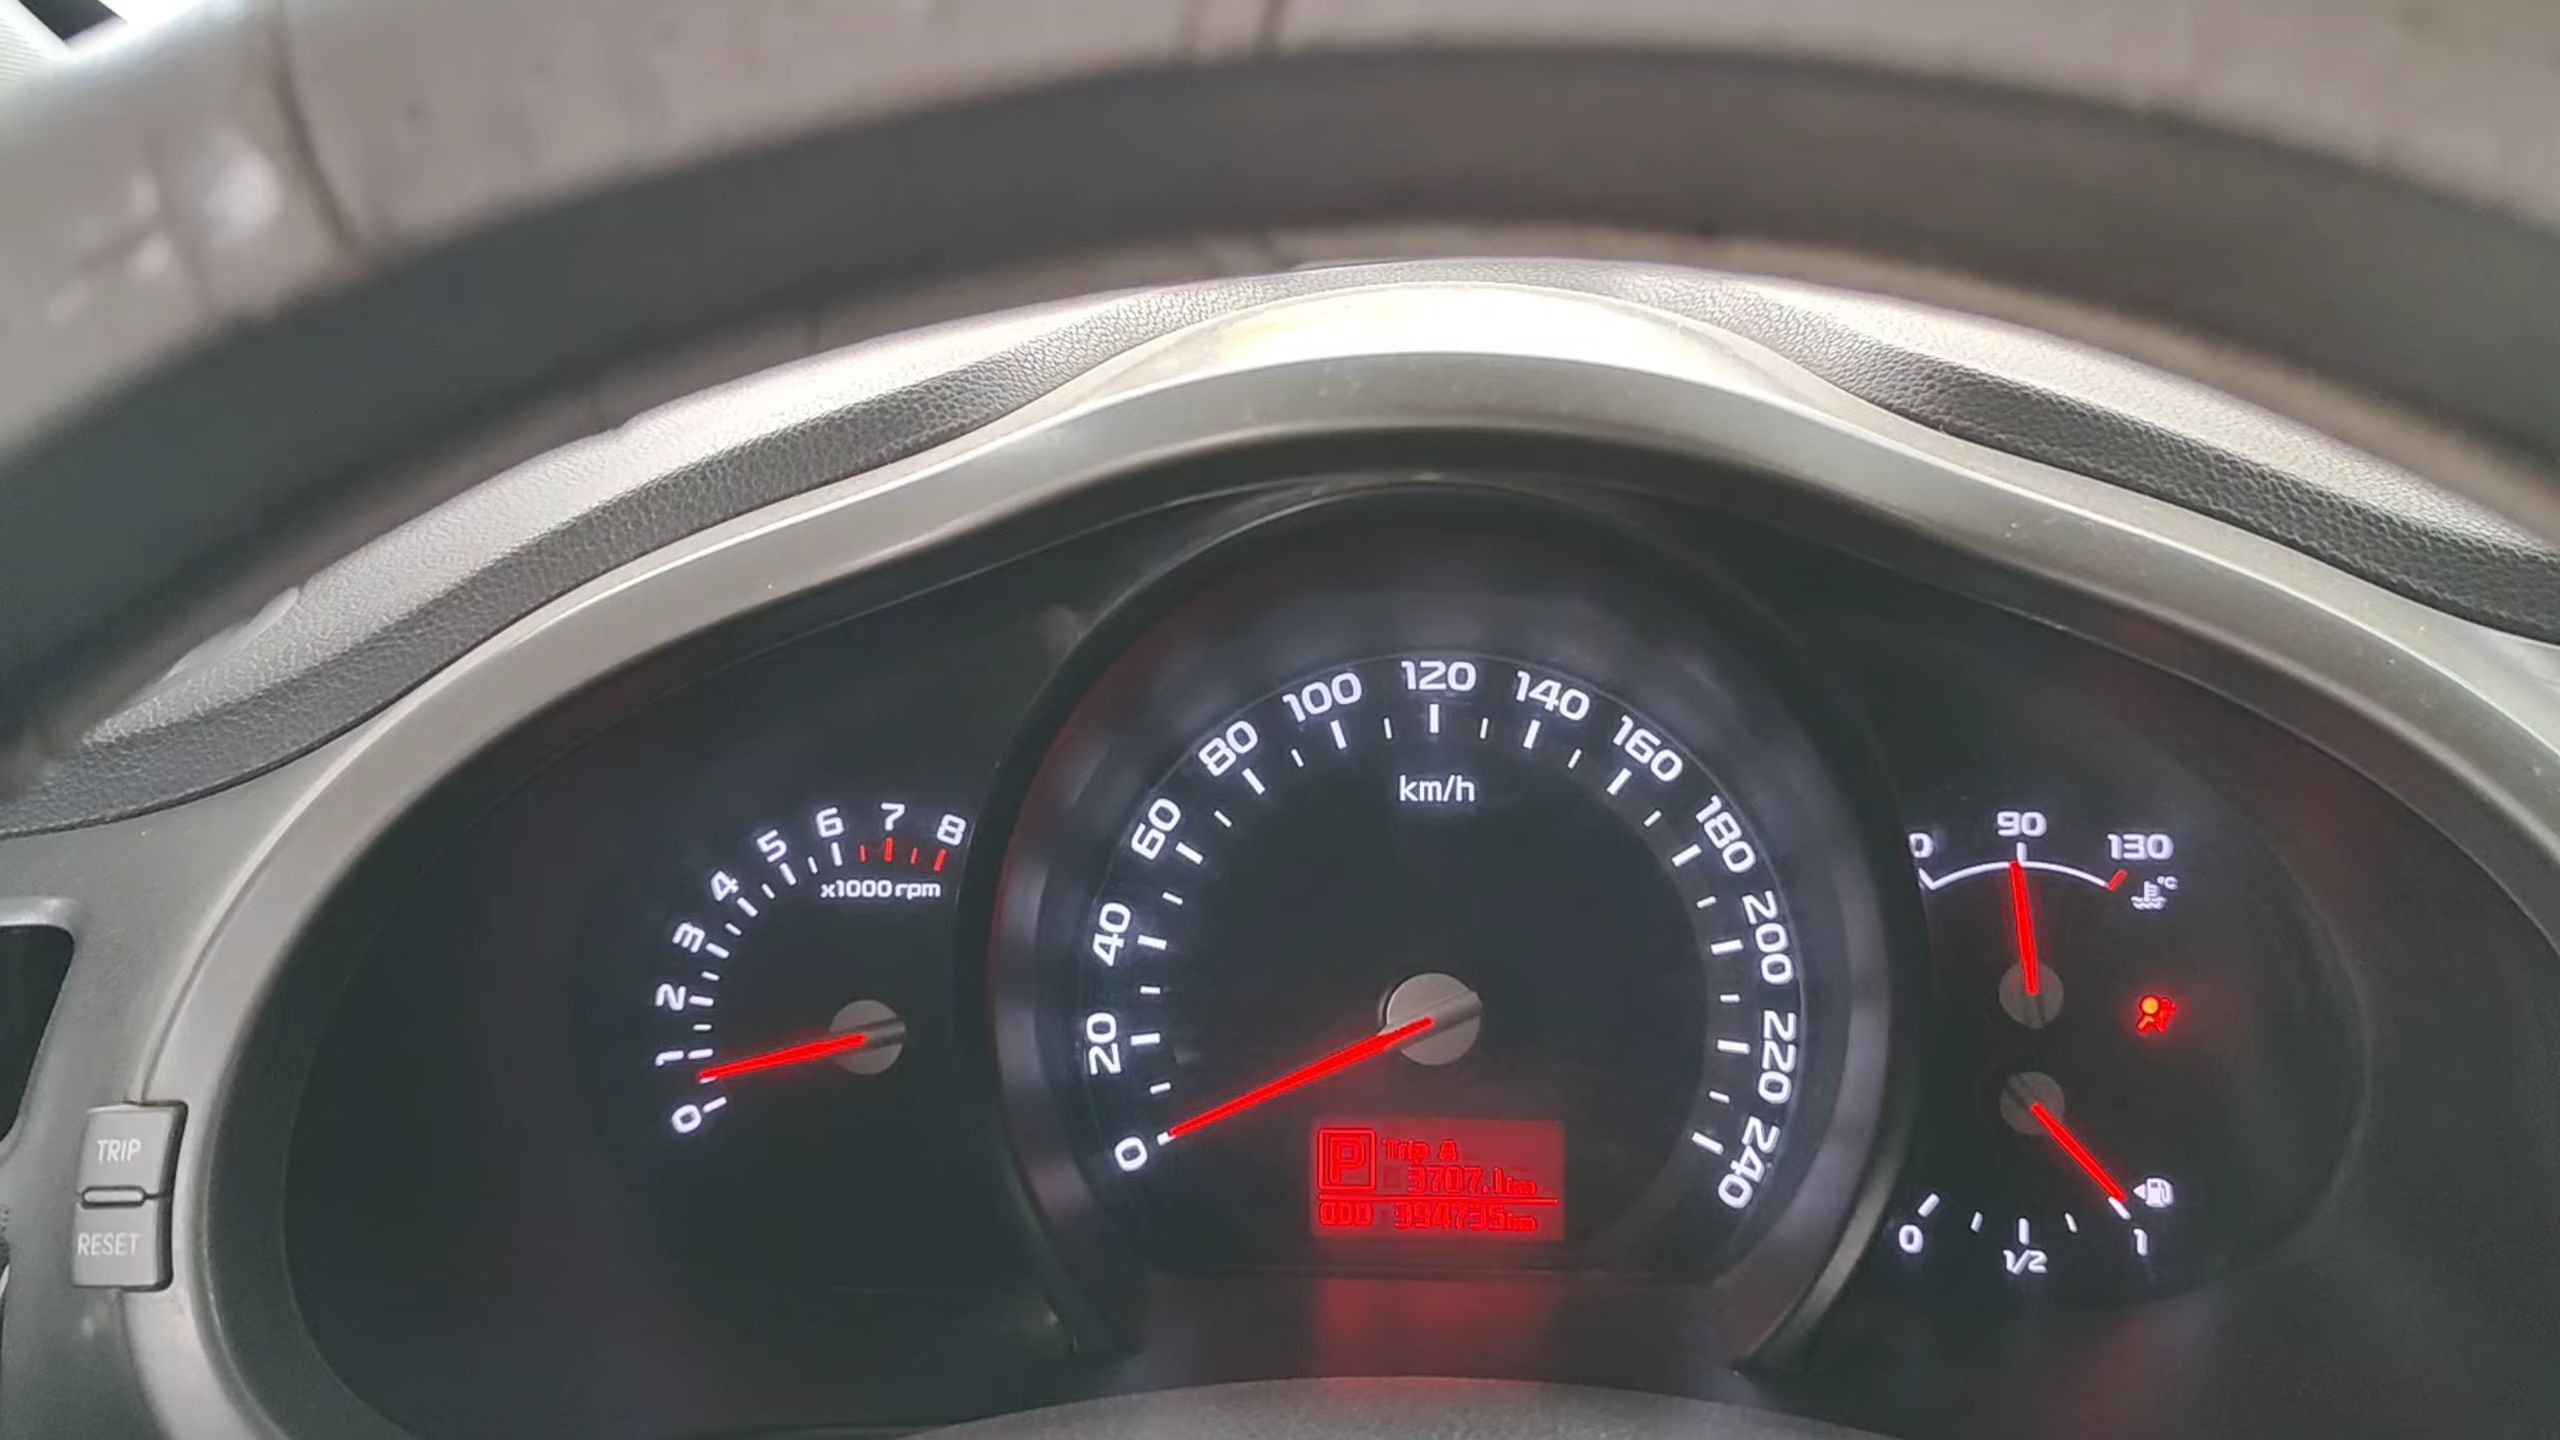 120
100 140
80 160
60 180
40 200
20 220
0 240
km/h
0 1 2 3 4 5 6 7 8
x1000 rpm
90 130
°C
P Trip A
3707.1km
ODO 394735km
0 1/2 1
TRIP
RESET